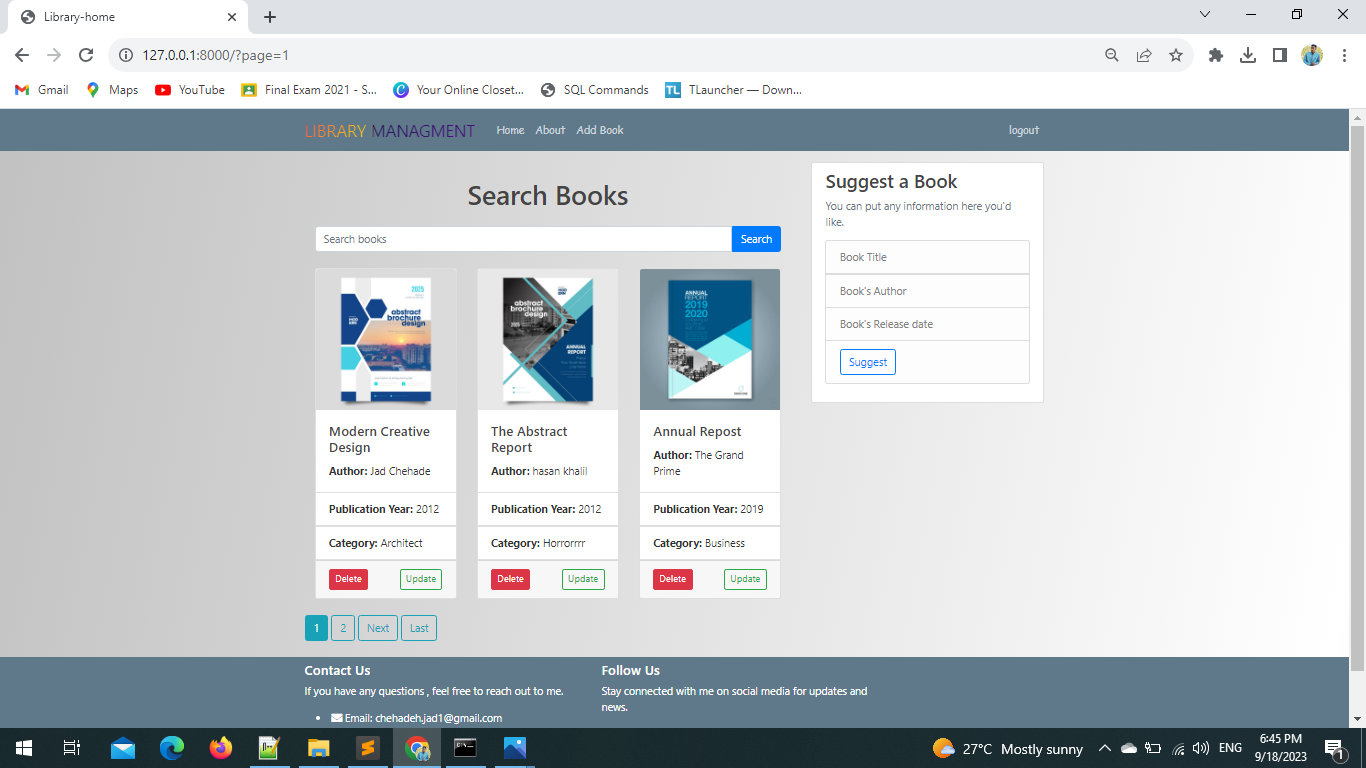 Library-home
127.0.0.1:8000/?page=1
Gmail
Maps
YouTube
Final Exam 2021 - S...
Your Online Closet...
SQL Commands
TLauncher — Down...
LIBRARY MANAGMENT
Home
About
Add Book
logout
Search Books
Search books
Search
2025
abstract
brochure
design
Modern Creative
Design
Author: Jad Chehade
Publication Year: 2012
Category: Architect
Delete
Update
abstract
brochure
design
2025
ANNUAL
REPORT
The Abstract
Report
Author: hasan khalil
Publication Year: 2012
Category: Horrorrrr
Delete
Update
ANNUAL
REPORT
2019
2020
Annual Repost
Author: The Grand
Prime
Publication Year: 2019
Category: Business
Delete
Update
1
2
Next
Last
Suggest a Book
You can put any information here you'd
like.
Book Title
Book's Author
Book's Release date
Suggest
Contact Us
If you have any questions , feel free to reach out to me.
Email: chehadeh.jad1@gmail.com
Follow Us
Stay connected with me on social media for updates and
news.
27°C Mostly sunny
ENG
6:45 PM
9/18/2023
1